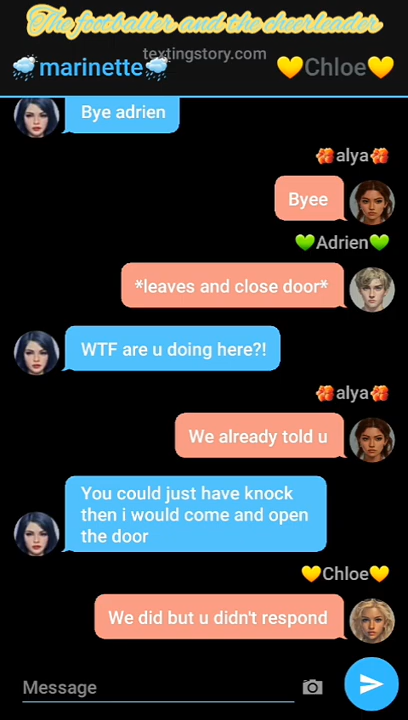 The footballer and the cheerleader
textingstory.com
🌧️marinette🌧️ 💛Chloe💛
Bye adrien
🍎alya🍎
Byee
💚Adrien💚
*leaves and close door*
WTF are u doing here?!
🍎alya🍎
We already told u
You could just have knock
then i would come and open
the door
💛Chloe💛
We did but u didn't respond
Message